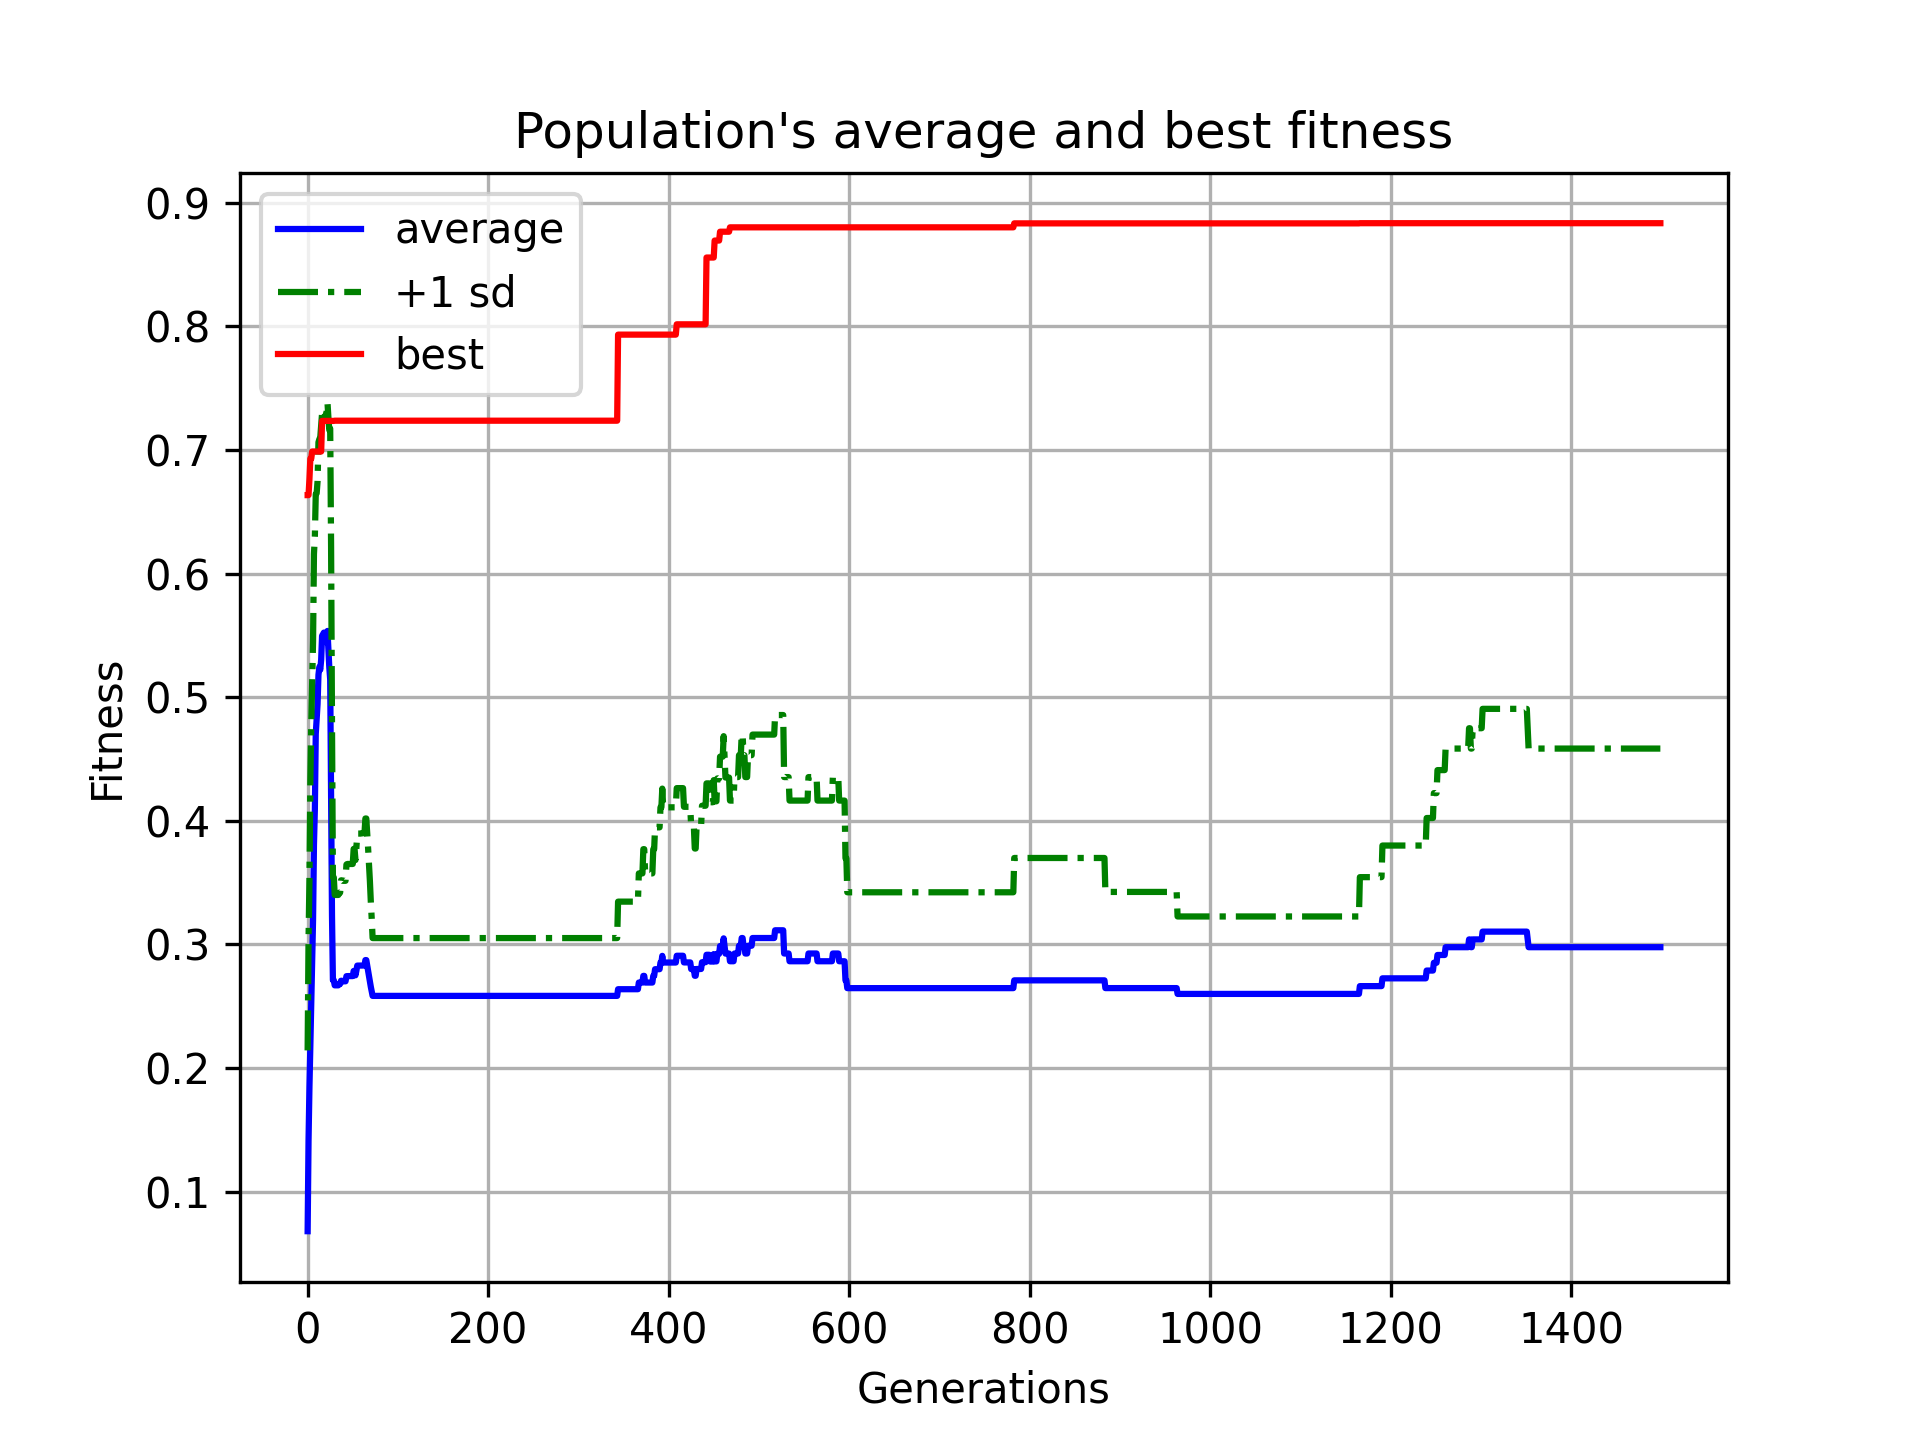 Population's average and best fitness
average
+1 sd
best
0.9
0.8
0.7
0.6
0.5
0.4
0.3
0.2
0.1
Fitness
0 200 400 600 800 1000 1200 1400
Generations